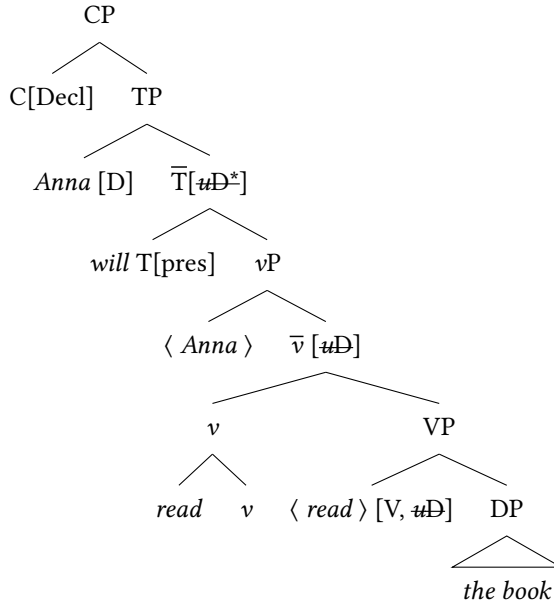 CP
C[Decl] TP
Anna [D] T̅[uD*]
will T[pres] vP
⟨ Anna ⟩ v̅ [uD]
v VP
read v ⟨ read ⟩ [V, uD] DP
the book